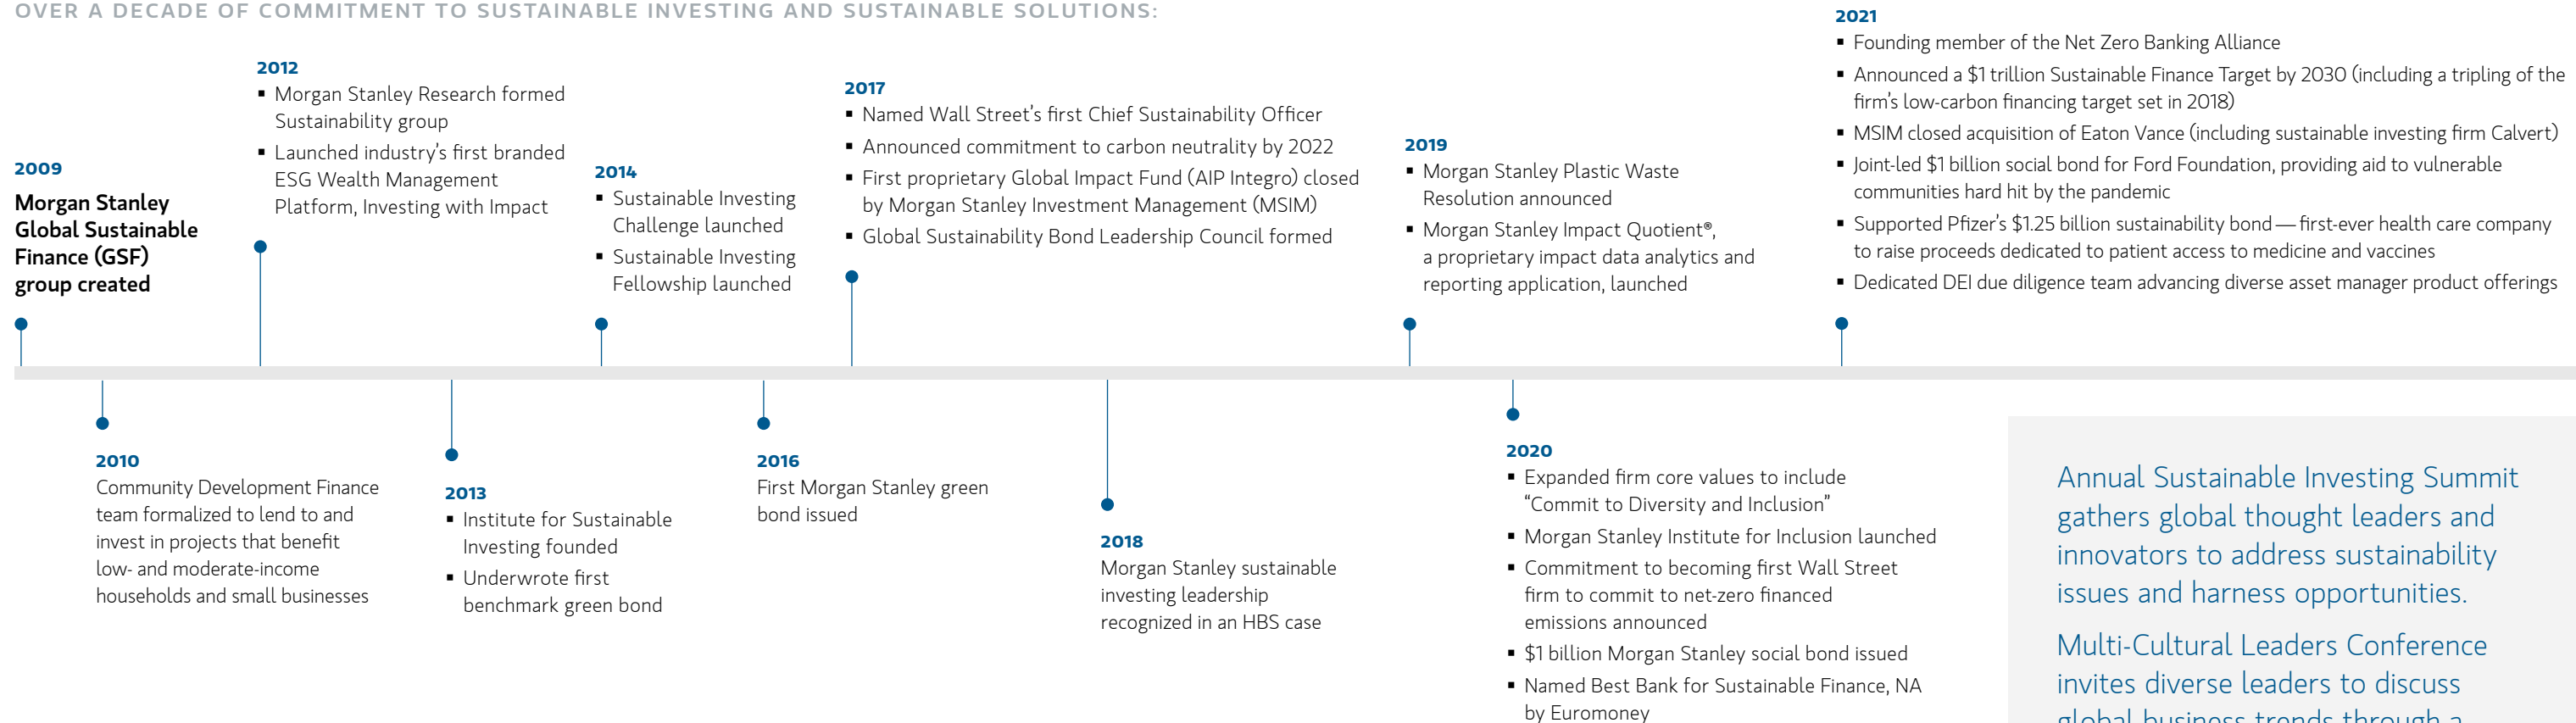 OVER A DECADE OF COMMITMENT TO SUSTAINABLE INVESTING AND SUSTAINABLE SOLUTIONS:
2009
Morgan Stanley
Global Sustainable
Finance (GSF)
group created
2010
Community Development Finance
team formalized to lend to and
invest in projects that benefit
low- and moderate-income
households and small businesses
2012
▪ Morgan Stanley Research formed
Sustainability group
▪ Launched industry’s first branded
ESG Wealth Management
Platform, Investing with Impact
2013
▪ Institute for Sustainable
Investing founded
▪ Underwrote first
benchmark green bond
2014
▪ Sustainable Investing
Challenge launched
▪ Sustainable Investing
Fellowship launched
2016
First Morgan Stanley green
bond issued
2017
▪ Named Wall Street’s first Chief Sustainability Officer
▪ Announced commitment to carbon neutrality by 2022
▪ First proprietary Global Impact Fund (AIP Integro) closed
by Morgan Stanley Investment Management (MSIM)
▪ Global Sustainability Bond Leadership Council formed
2018
Morgan Stanley sustainable
investing leadership
recognized in an HBS case
2019
▪ Morgan Stanley Plastic Waste
Resolution announced
▪ Morgan Stanley Impact Quotient®,
a proprietary impact data analytics and
reporting application, launched
2020
▪ Expanded firm core values to include
“Commit to Diversity and Inclusion”
▪ Morgan Stanley Institute for Inclusion launched
▪ Commitment to becoming first Wall Street
firm to commit to net-zero financed
emissions announced
▪ $1 billion Morgan Stanley social bond issued
▪ Named Best Bank for Sustainable Finance, NA
by Euromoney
2021
▪ Founding member of the Net Zero Banking Alliance
▪ Announced a $1 trillion Sustainable Finance Target by 2030 (including a tripling of the
firm’s low-carbon financing target set in 2018)
▪ MSIM closed acquisition of Eaton Vance (including sustainable investing firm Calvert)
▪ Joint-led $1 billion social bond for Ford Foundation, providing aid to vulnerable
communities hard hit by the pandemic
▪ Supported Pfizer’s $1.25 billion sustainability bond — first-ever health care company
to raise proceeds dedicated to patient access to medicine and vaccines
▪ Dedicated DEI due diligence team advancing diverse asset manager product offerings
Annual Sustainable Investing Summit
gathers global thought leaders and
innovators to address sustainability
issues and harness opportunities.
Multi-Cultural Leaders Conference
invites diverse leaders to discuss
global business trends through a